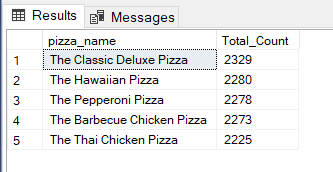 Results Messages
pizza_name Total_Count
1 The Classic Deluxe Pizza 2329
2 The Hawaiian Pizza 2280
3 The Pepperoni Pizza 2278
4 The Barbecue Chicken Pizza 2273
5 The Thai Chicken Pizza 2225